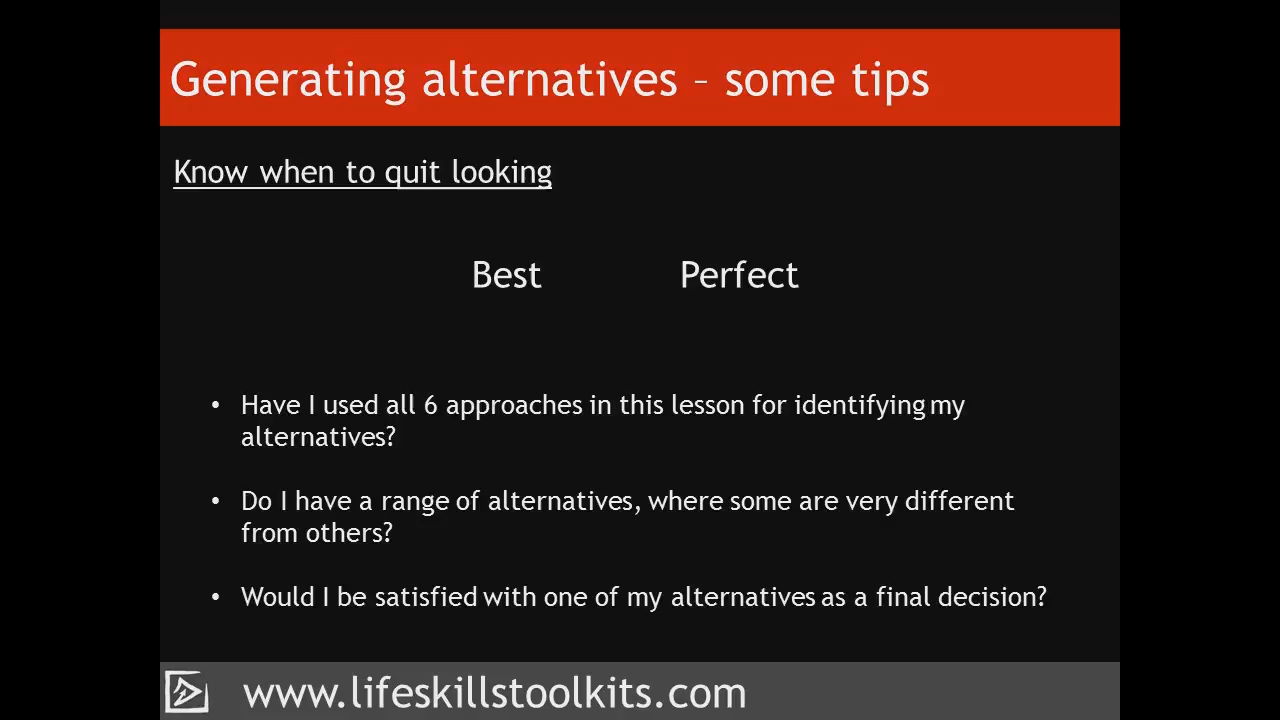 Generating alternatives – some tips
Know when to quit looking
Best Perfect
• Have I used all 6 approaches in this lesson for identifying my
alternatives?
• Do I have a range of alternatives, where some are very different
from others?
• Would I be satisfied with one of my alternatives as a final decision?
www.lifeskillstoolkits.com